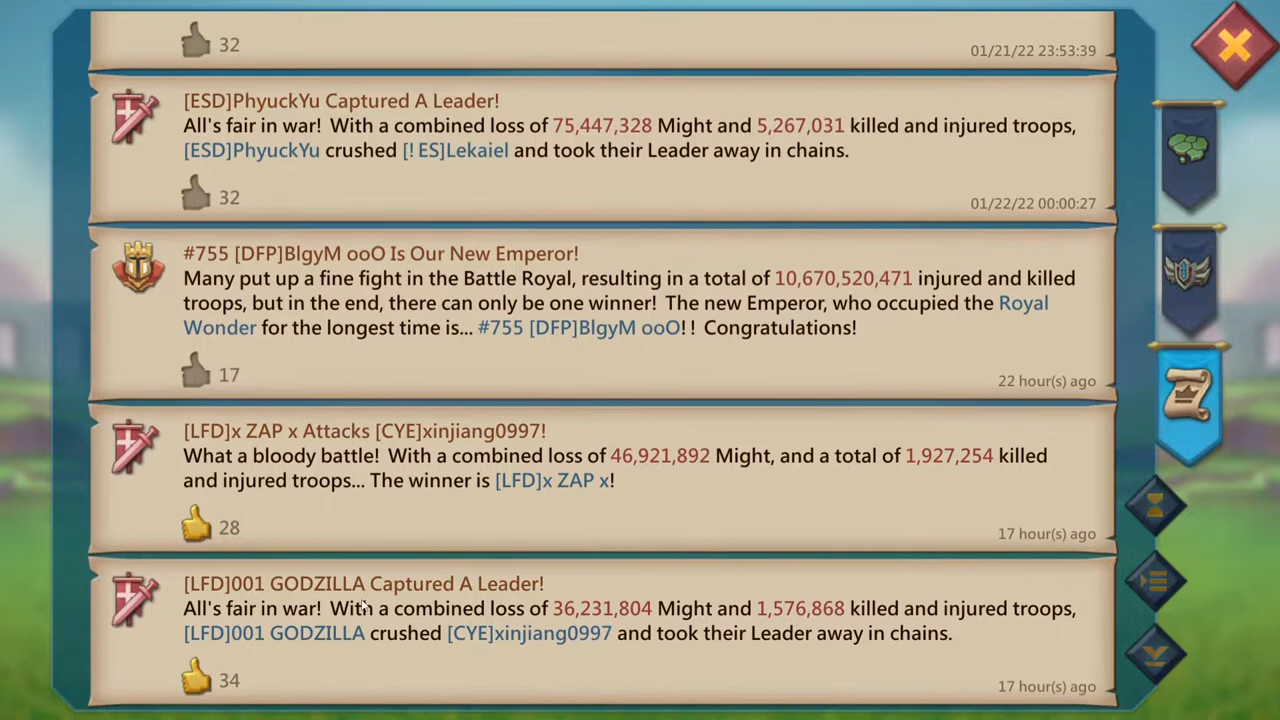 32
01/21/22 23:53:39
[ESD]PhyuckYu Captured A Leader!
All's fair in war! With a combined loss of 75,447,328 Might and 5,267,031 killed and injured troops,
[ESD]PhyuckYu crushed [! ES]Lekaiel and took their Leader away in chains.
32
01/22/22 00:00:27
#755 [DFP]BlgyM ooO Is Our New Emperor!
Many put up a fine fight in the Battle Royal, resulting in a total of 10,670,520,471 injured and killed
troops, but in the end, there can only be one winner! The new Emperor, who occupied the Royal
Wonder for the longest time is... #755 [DFP]BlgyM ooO!! Congratulations!
17
22 hour(s) ago
[LFD]x ZAP x Attacks [CYE]xinjiang0997!
What a bloody battle! With a combined loss of 46,921,892 Might, and a total of 1,927,254 killed
and injured troops... The winner is [LFD]x ZAP x!
28
17 hour(s) ago
[LFD]001 GODZILLA Captured A Leader!
All's fair in war! With a combined loss of 36,231,804 Might and 1,576,868 killed and injured troops,
[LFD]001 GODZILLA crushed [CYE]xinjiang0997 and took their Leader away in chains.
34
17 hour(s) ago